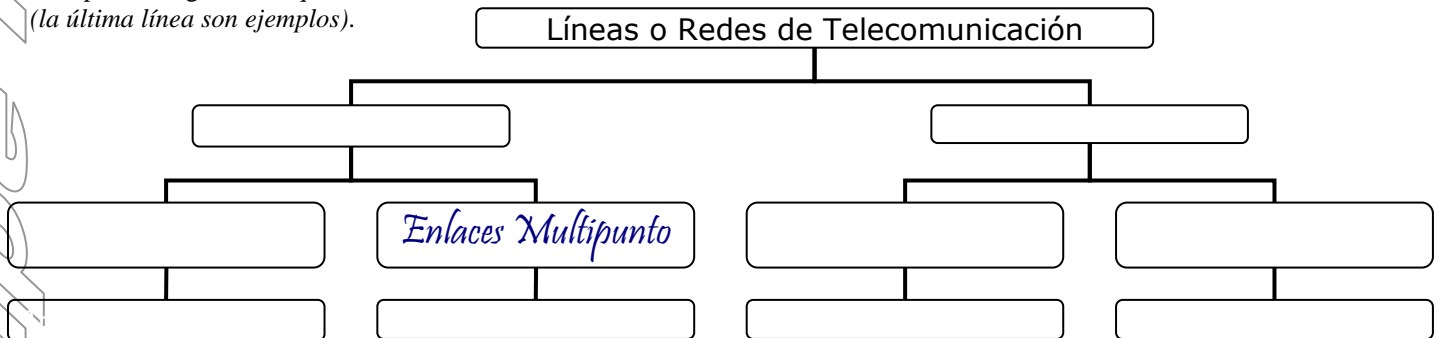 (la última línea son ejemplos).
Líneas o Redes de Telecomunicación
Enlaces Multipunto